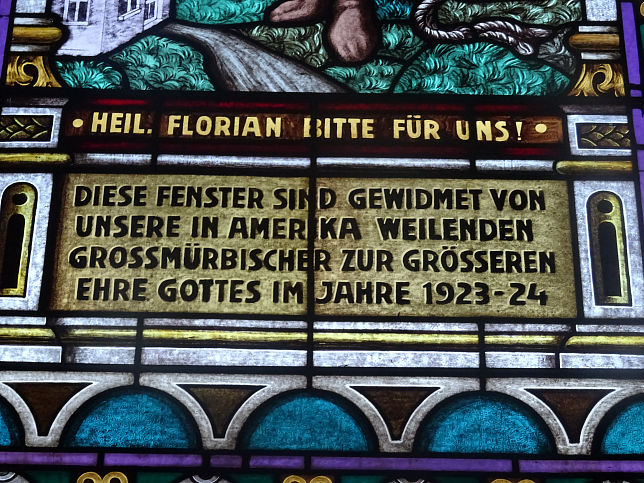 HEIL. FLORIAN BITTE FÜR UNS!
DIESE FENSTER SIND GEWIDMET VON
UNSERE IN AMERIKA WEILENDEN
GROSSMÜRBISCHER ZUR GRÖSSEREN
EHRE GOTTES IM JAHRE 1923-24